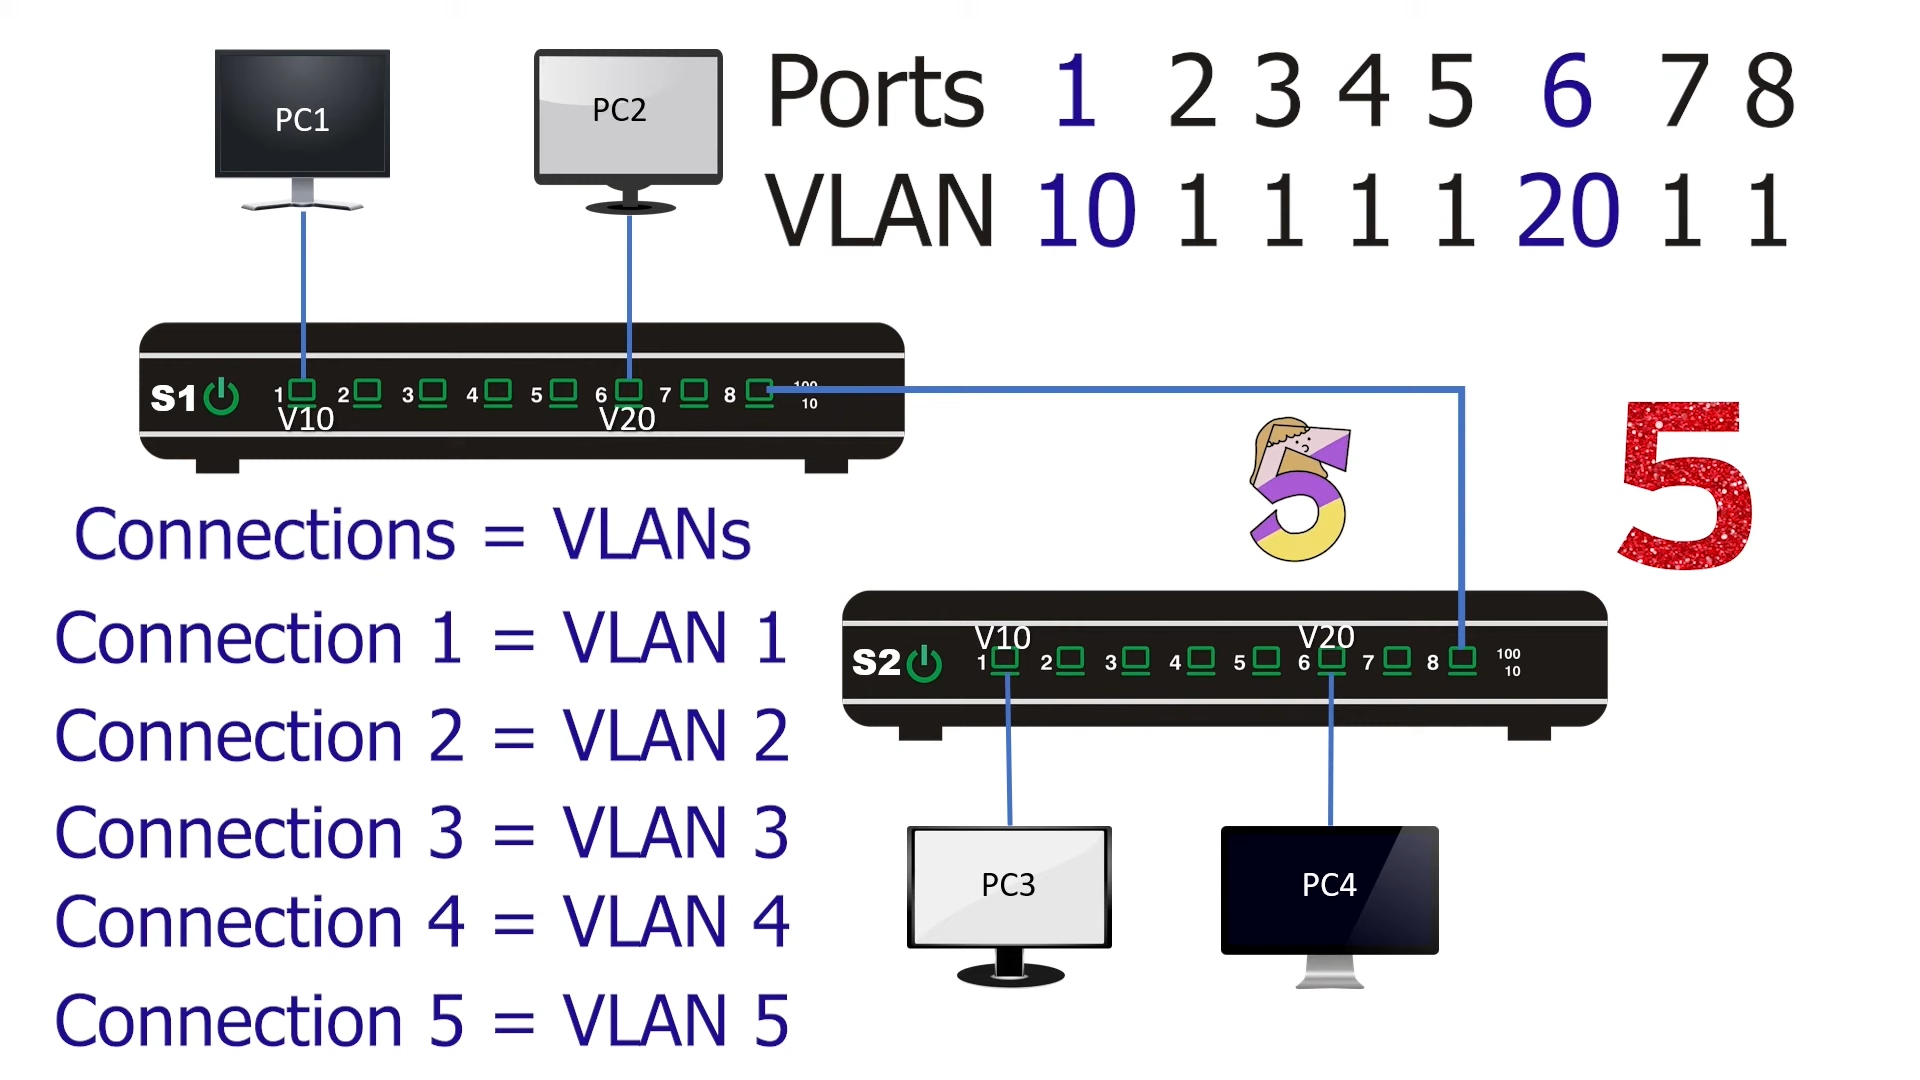 PC1
PC2
Ports 1 2 3 4 5 6 7 8
VLAN 10 1 1 1 1 20 1 1
S1 1 2 3 4 5 6 7 8 100
10
V10 V20
5 5
Connections = VLANs
Connection 1 = VLAN 1
Connection 2 = VLAN 2
Connection 3 = VLAN 3
Connection 4 = VLAN 4
Connection 5 = VLAN 5
V10 V20
S2 1 2 3 4 5 6 7 8 100
10
PC3
PC4